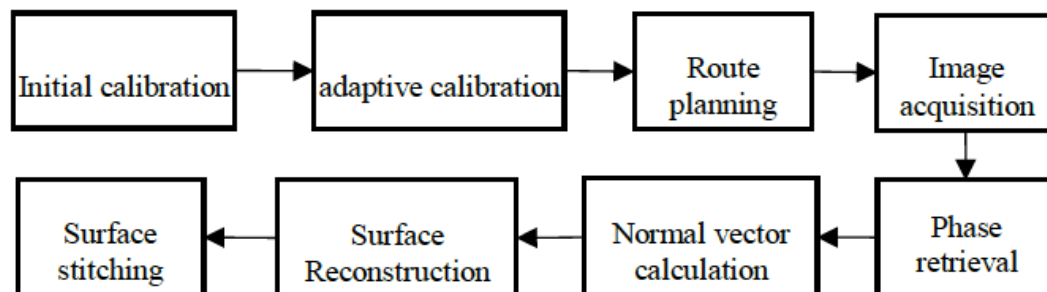 Initial calibration
adaptive calibration
Route
planning
Image
acquisition
Phase
retrieval
Normal vector
calculation
Surface
Reconstruction
Surface
stitching